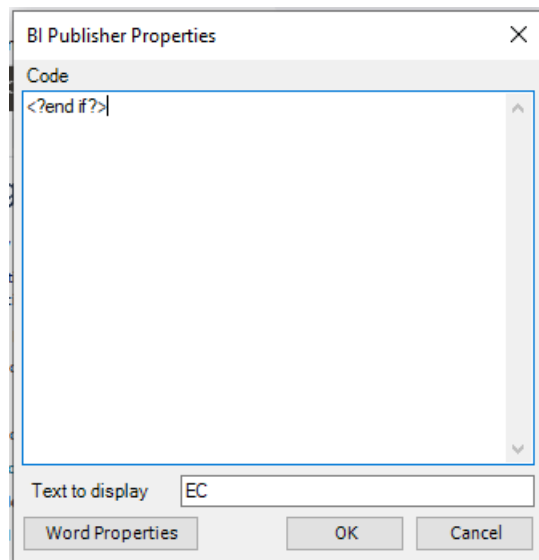 BI Publisher Properties
Code
<?end if?>
Text to display EC
Word Properties OK Cancel